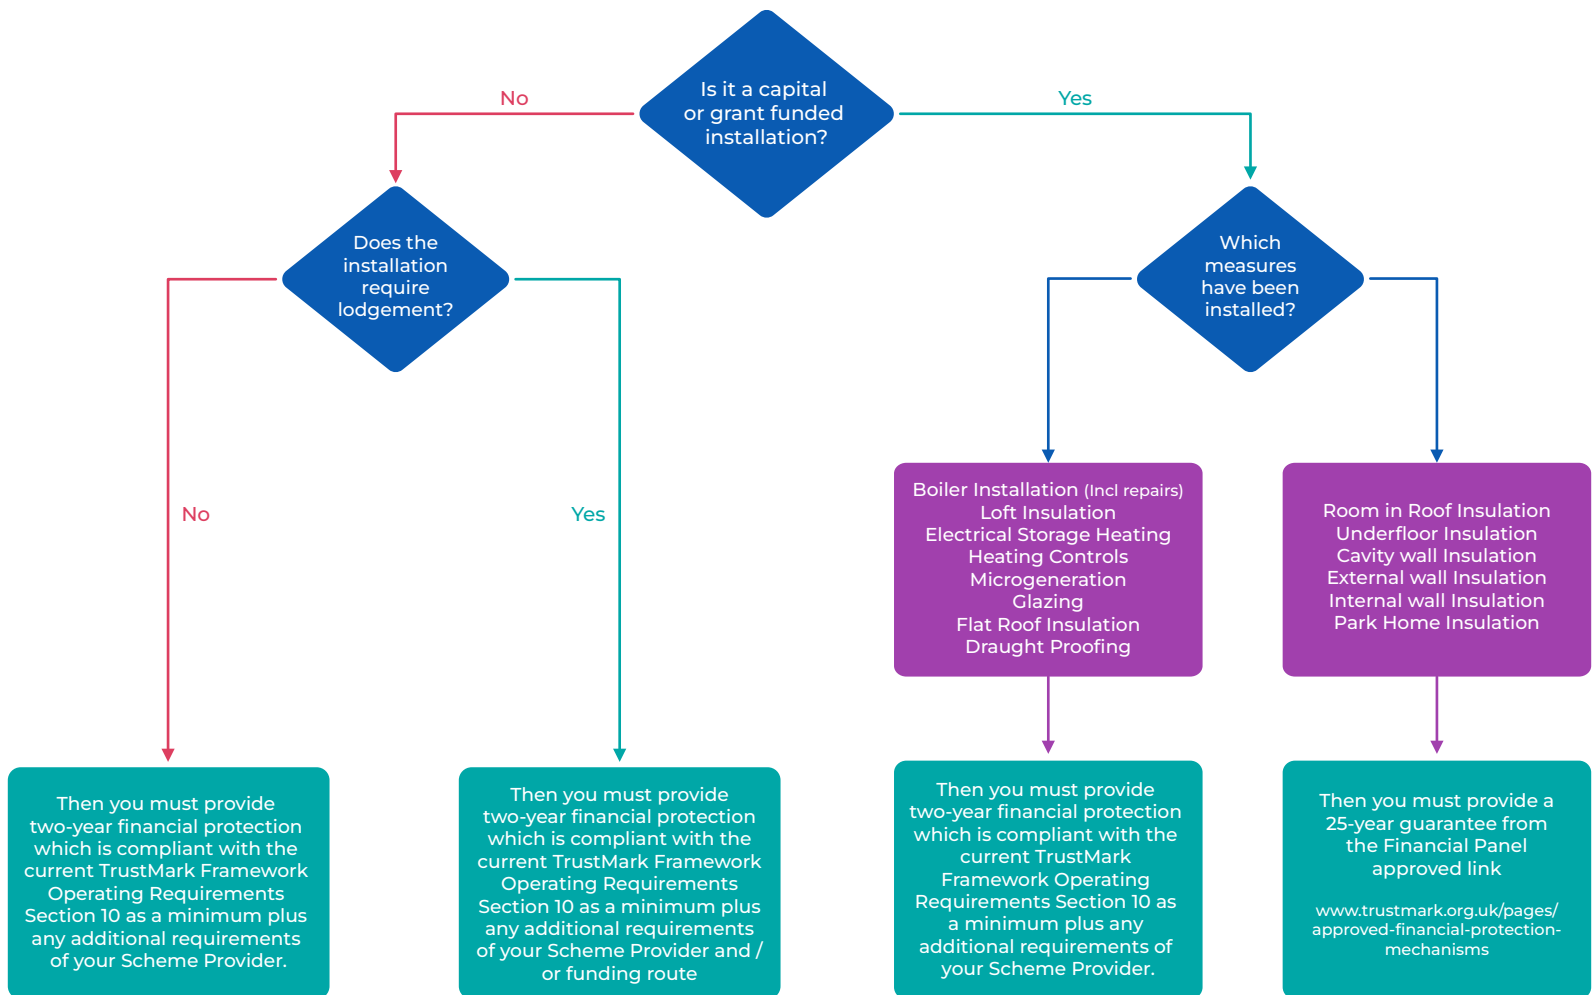 Is it a capital
or grant funded
installation?
No
Yes
Does the
installation
require
lodgement?
Which
measures
have been
installed?
No
Yes
Boiler Installation (Incl repairs)
Loft Insulation
Electrical Storage Heating
Heating Controls
Microgeneration
Glazing
Flat Roof Insulation
Draught Proofing
Room in Roof Insulation
Underfloor Insulation
Cavity wall Insulation
External wall Insulation
Internal wall Insulation
Park Home Insulation
Then you must provide
two-year financial protection
which is compliant with the
current TrustMark Framework
Operating Requirements
Section 10 as a minimum plus
any additional requirements
of your Scheme Provider.
Then you must provide
two-year financial protection
which is compliant with the
current TrustMark Framework
Operating Requirements
Section 10 as a minimum plus
any additional requirements
of your Scheme Provider and /
or funding route
Then you must provide
two-year financial protection
which is compliant with the
current TrustMark
Framework Operating
Requirements Section 10 as
a minimum plus any
additional requirements of
your Scheme Provider.
Then you must provide a
25-year guarantee from
the Financial Panel
approved link
www.trustmark.org.uk/pages/
approved-financial-protection-
mechanisms